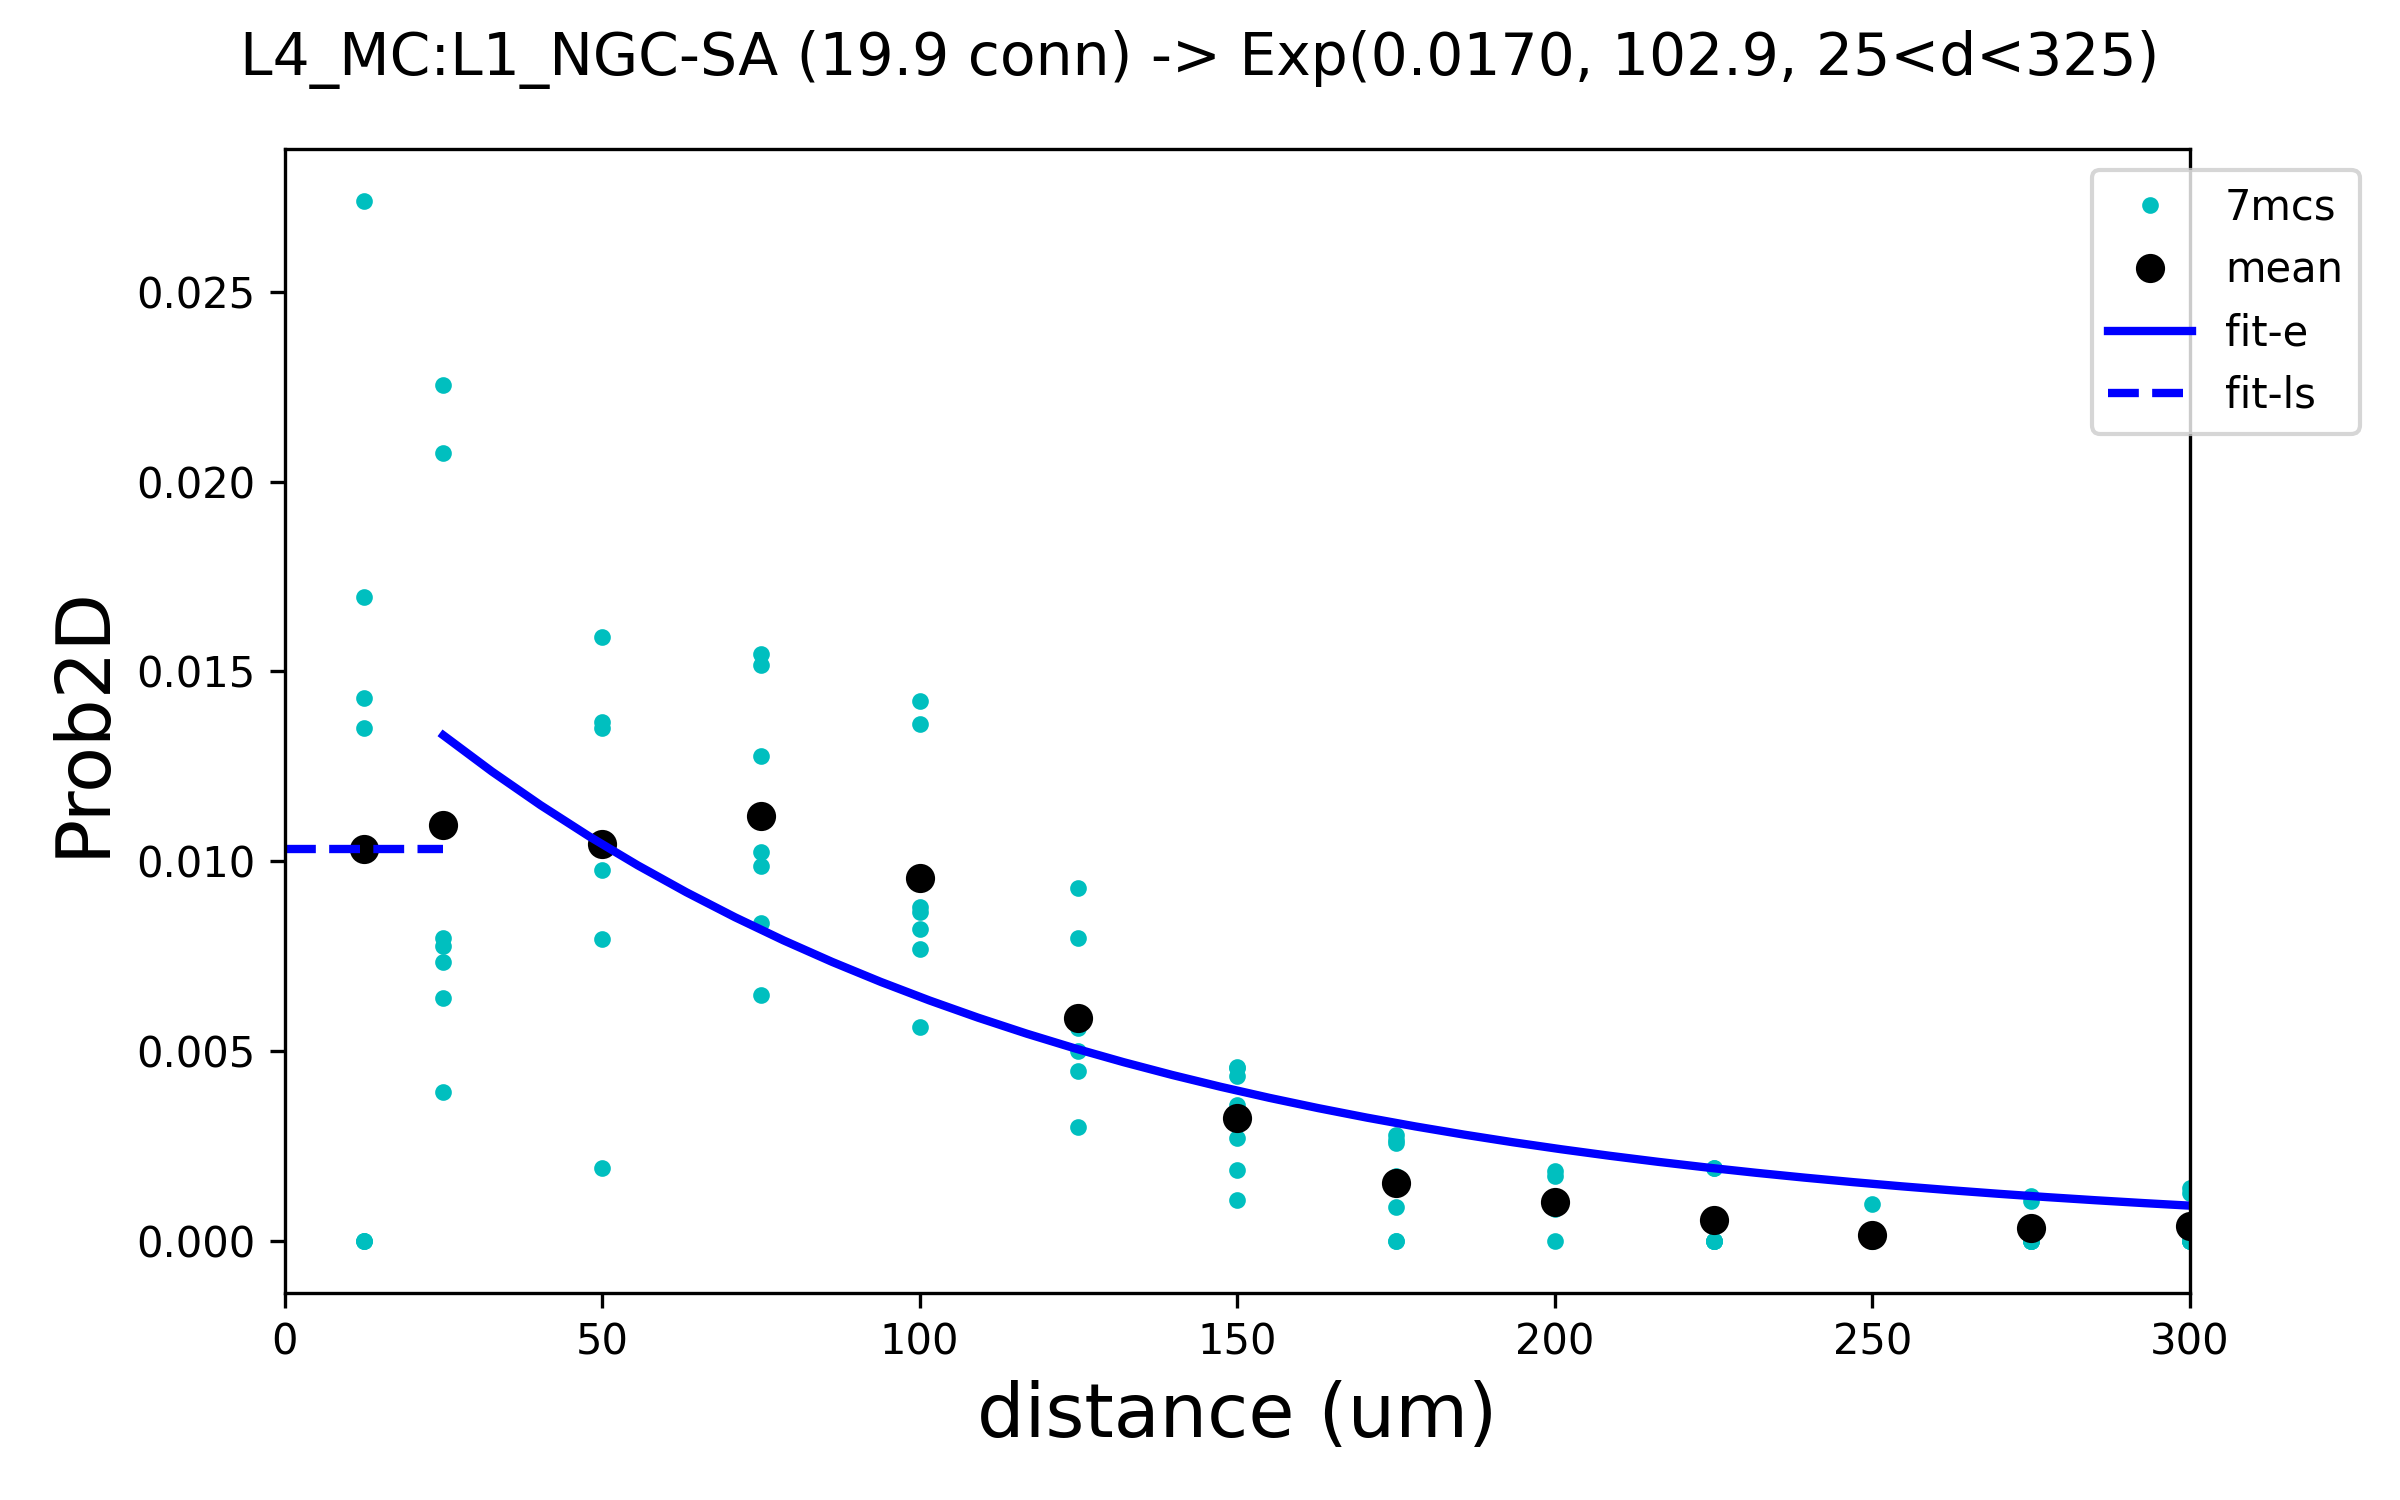 L4_MC:L1_NGC-SA (19.9 conn) -> Exp(0.0170, 102.9, 25<d<325)
7mcs
mean
fit-e
fit-ls
Prob2D
0.025
0.020
0.015
0.010
0.005
0.000
0 50 100 150 200 250 300
distance (um)